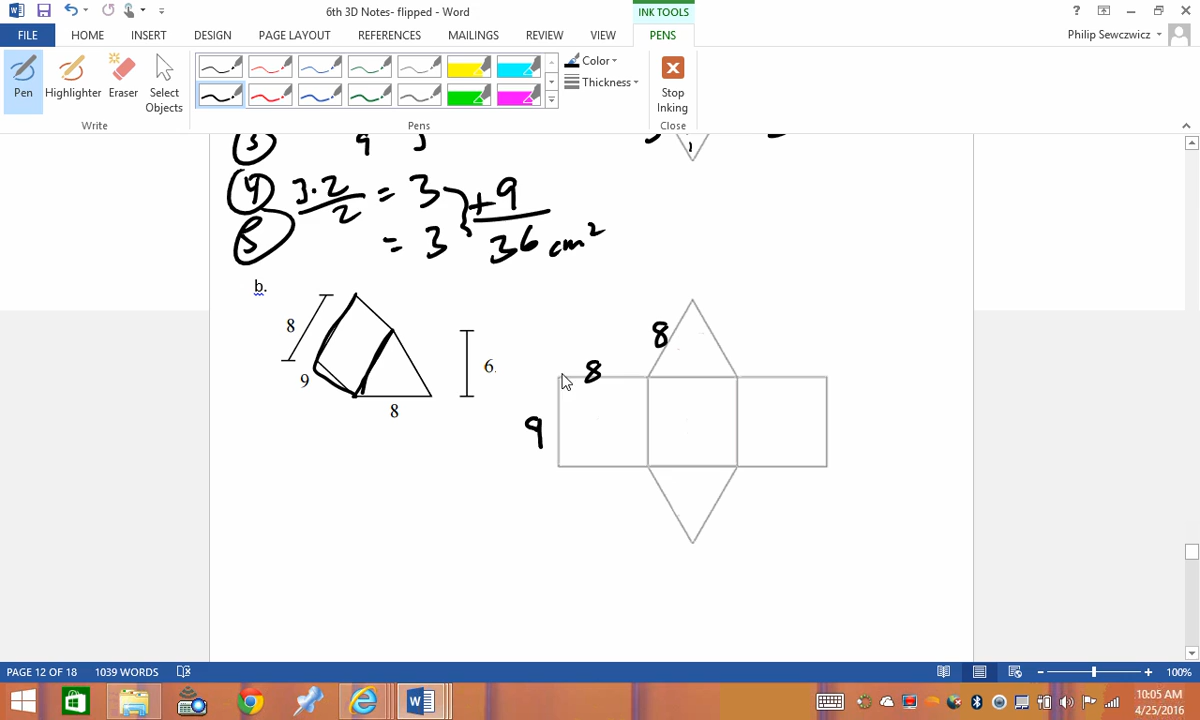 6th 3D Notes- flipped - Word
INK TOOLS
?
FILE
HOME
INSERT
DESIGN
PAGE LAYOUT
REFERENCES
MAILINGS
REVIEW
VIEW
PENS
Philip Sewczwicz
Pen
Highlighter
Eraser
Select
Objects
Color
Thickness
Stop
Inking
Write
Pens
Close
4 3·2/2 = 3 +9
5 = 3 36 cm²
b.
8
9
8
6.
8
8
9
PAGE 12 OF 18
1039 WORDS
100%
10:05 AM
4/25/2016